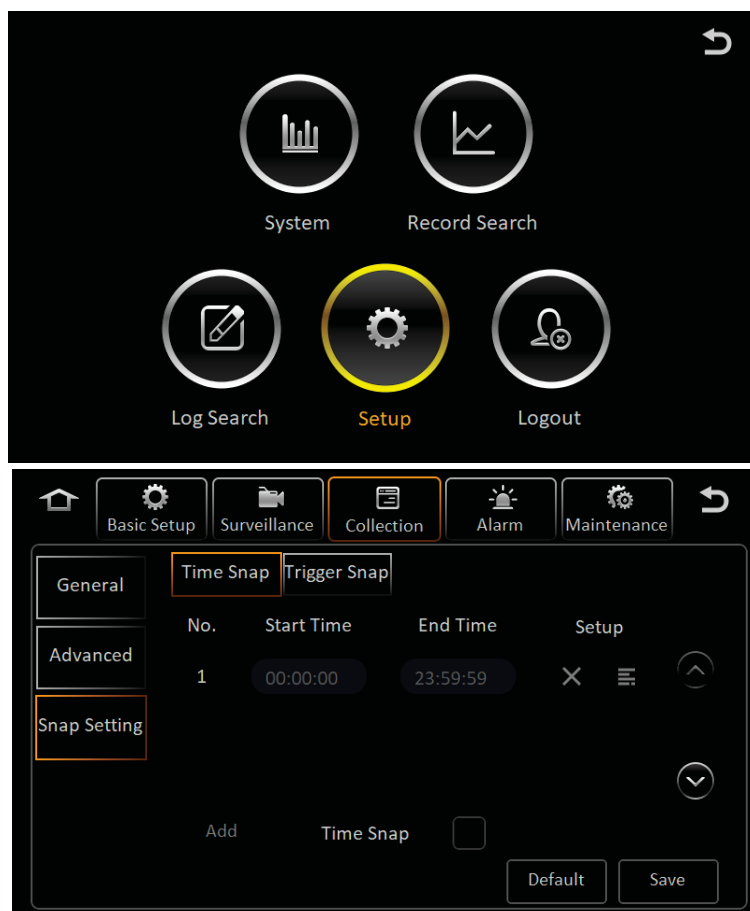 System Record Search
Log Search Setup Logout
Basic Setup Surveillance Collection Alarm Maintenance
General
Time Snap Trigger Snap
No. Start Time End Time Setup
Advanced
1 00:00:00 23:59:59
Snap Setting
Add Time Snap
Default Save